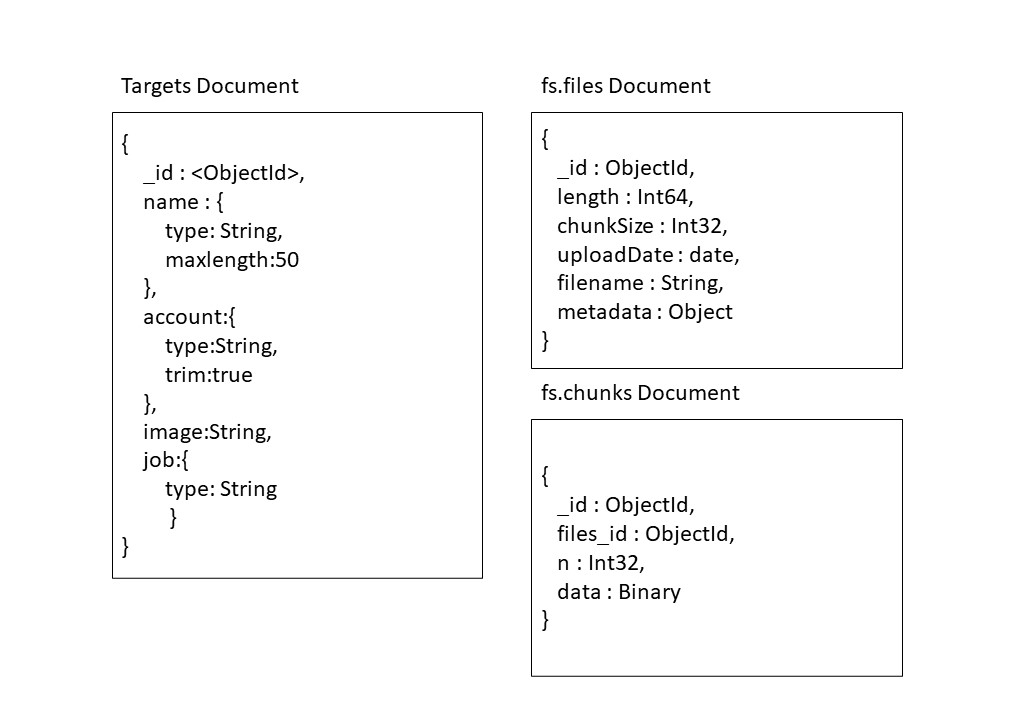 Targets Document
{
_id : <ObjectId>,
name : {
type: String,
maxlength:50
},
account:{
type:String,
trim:true
},
image:String,
job:{
type: String
}
}
fs.files Document
{
_id : ObjectId,
length : Int64,
chunkSize : Int32,
uploadDate : date,
filename : String,
metadata : Object
}
fs.chunks Document
{
_id : ObjectId,
files_id : ObjectId,
n : Int32,
data : Binary
}